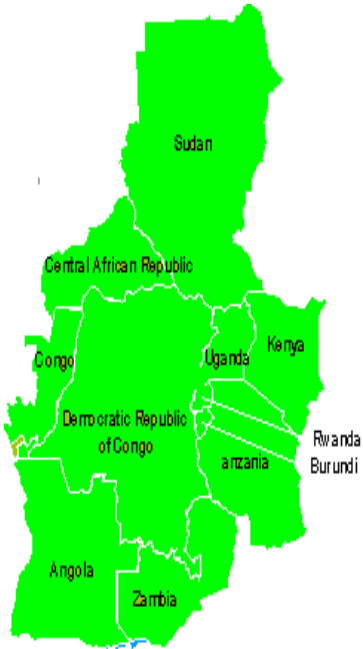 Sudan
Central African Republic
Congo
Uganda
Kenya
Democratic Republic
of Congo
Rwanda
anzania
Burundi
Angola
Zambia